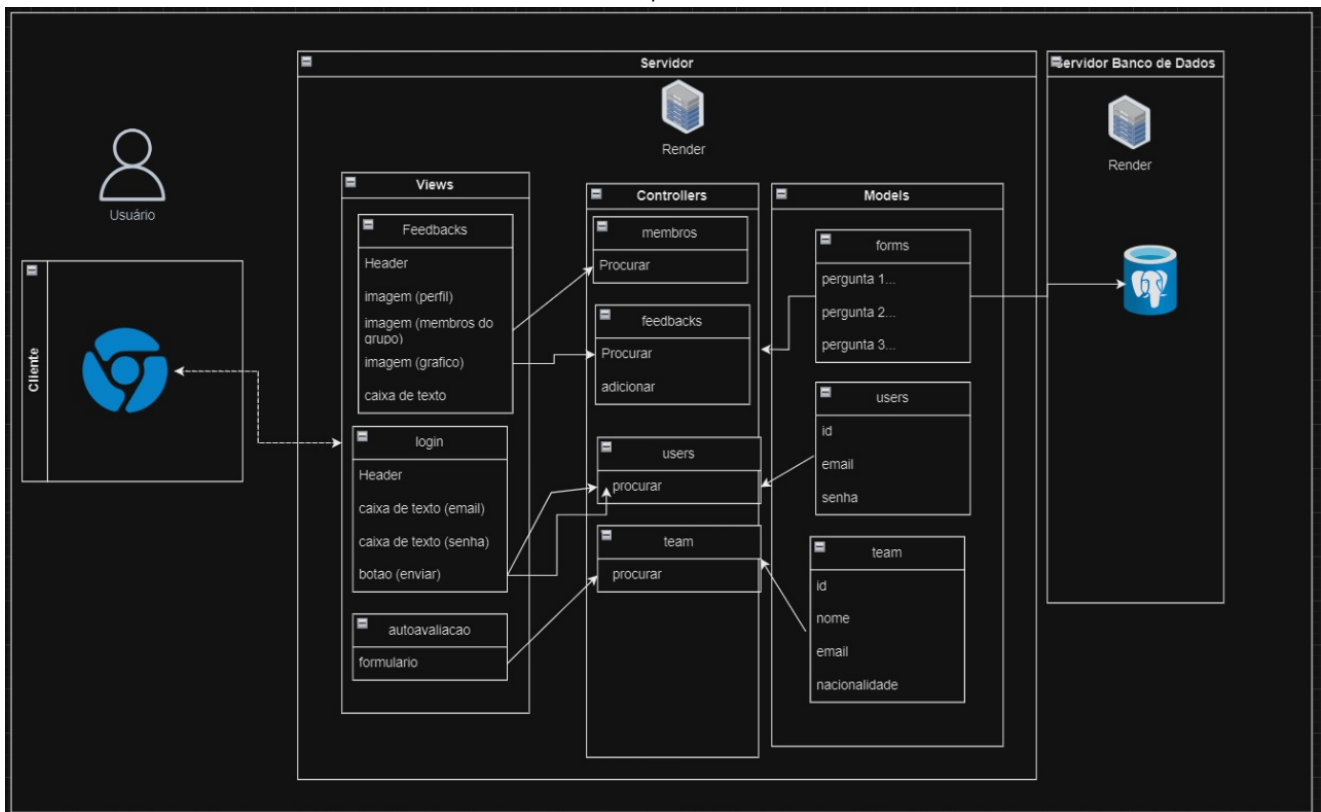 Usuário
Cliente
Servidor
Render
Views
Feedbacks
Header
imagem (perfil)
imagem (membros do
grupo)
imagem (grafico)
caixa de texto
login
Header
caixa de texto (email)
caixa de texto (senha)
botao (enviar)
autoavaliacao
formulario
Controllers
membros
Procurar
feedbacks
Procurar
adicionar
users
procurar
team
procurar
Models
forms
pergunta 1...
pergunta 2...
pergunta 3...
users
id
email
senha
team
id
nome
email
nacionalidade
Servidor Banco de Dados
Render